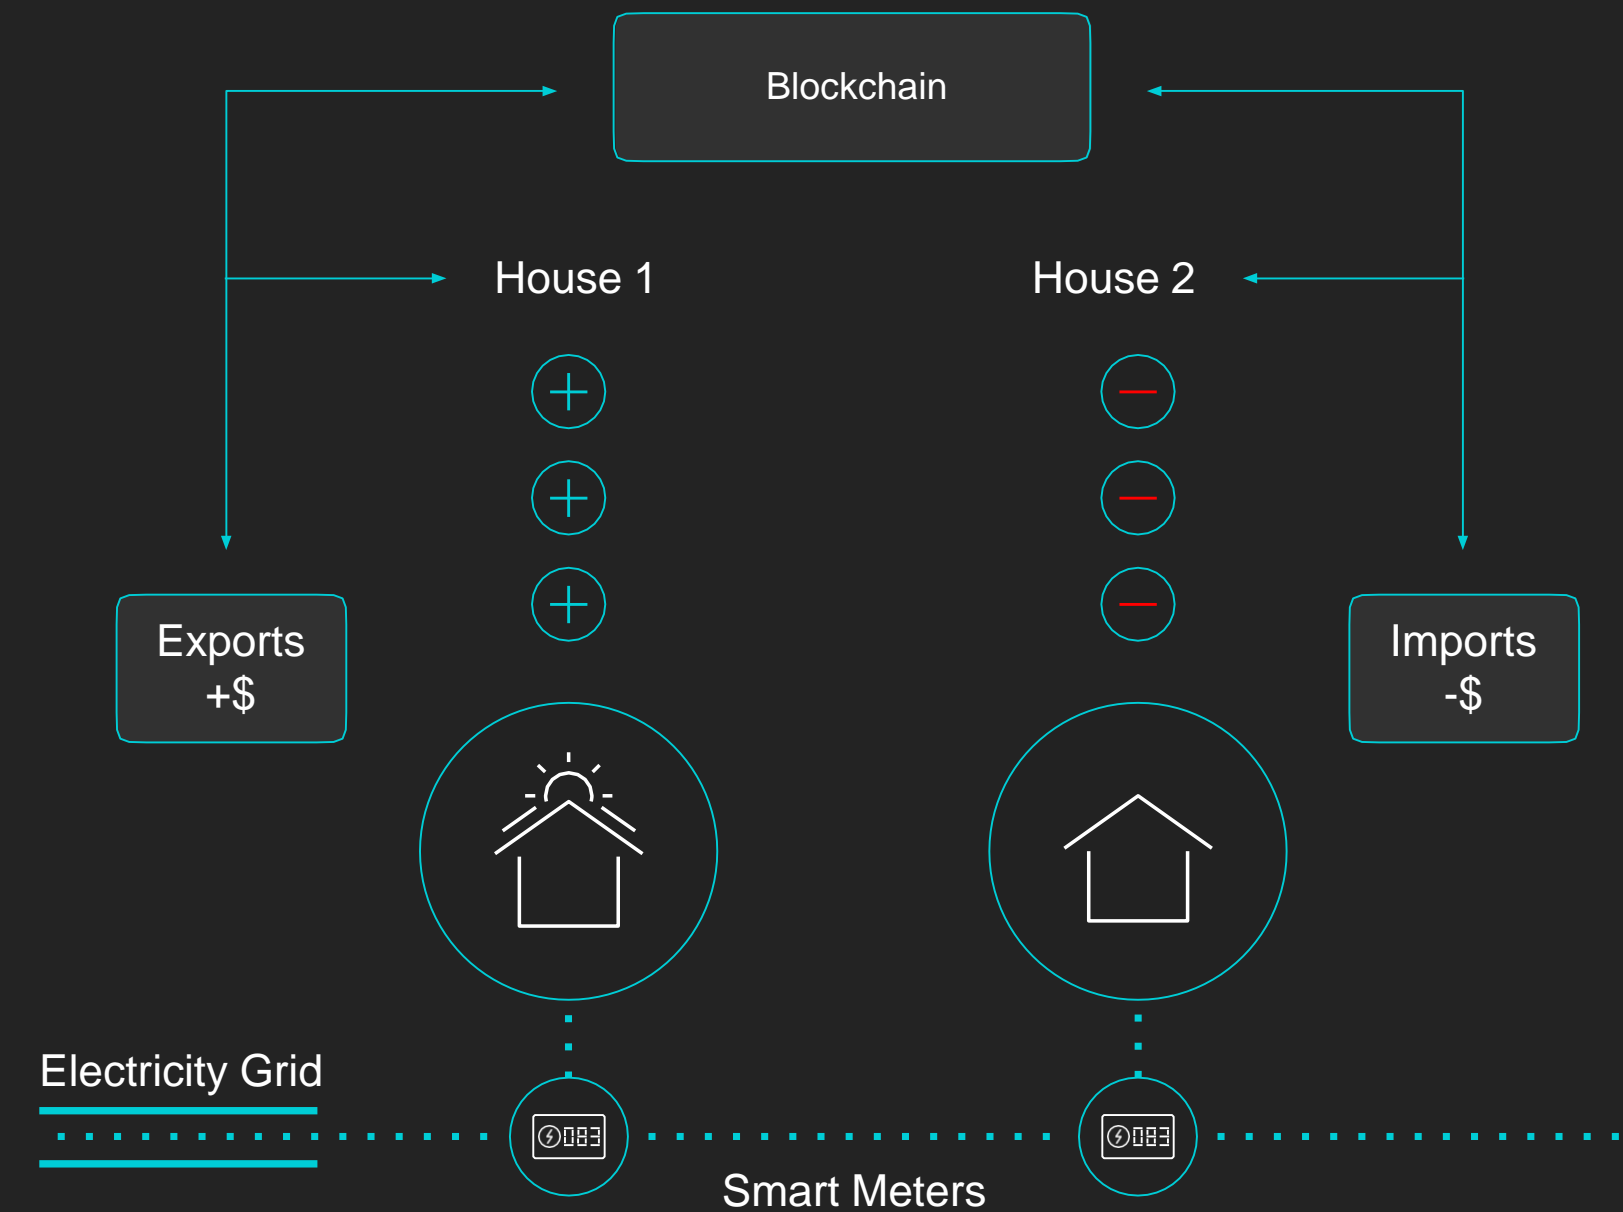 Blockchain
House 1
House 2
Exports
+$
Imports
-$
Electricity Grid
083
083
Smart Meters